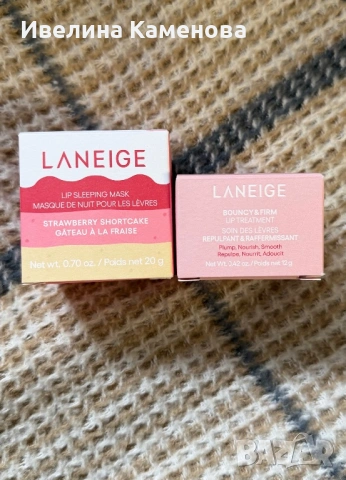 Ивелина Каменова
LANEIGE
LIP SLEEPING MASK
MASQUE DE NUIT POUR LES LÈVRES
STRAWBERRY SHORTCAKE
GÂTEAU À LA FRAISE
Net wt. 0.70 oz. / Poids net 20 g
LANEIGE
BOUNCY & FIRM
LIP TREATMENT
SOIN DES LÈVRES
REPULPANT & RAFFERMISSANT
Plump, Nourish, Smooth
Repulpe, Nourrit, Adoucit
Net wt. 0.42 oz. / Poids net 12 g
BAZAR